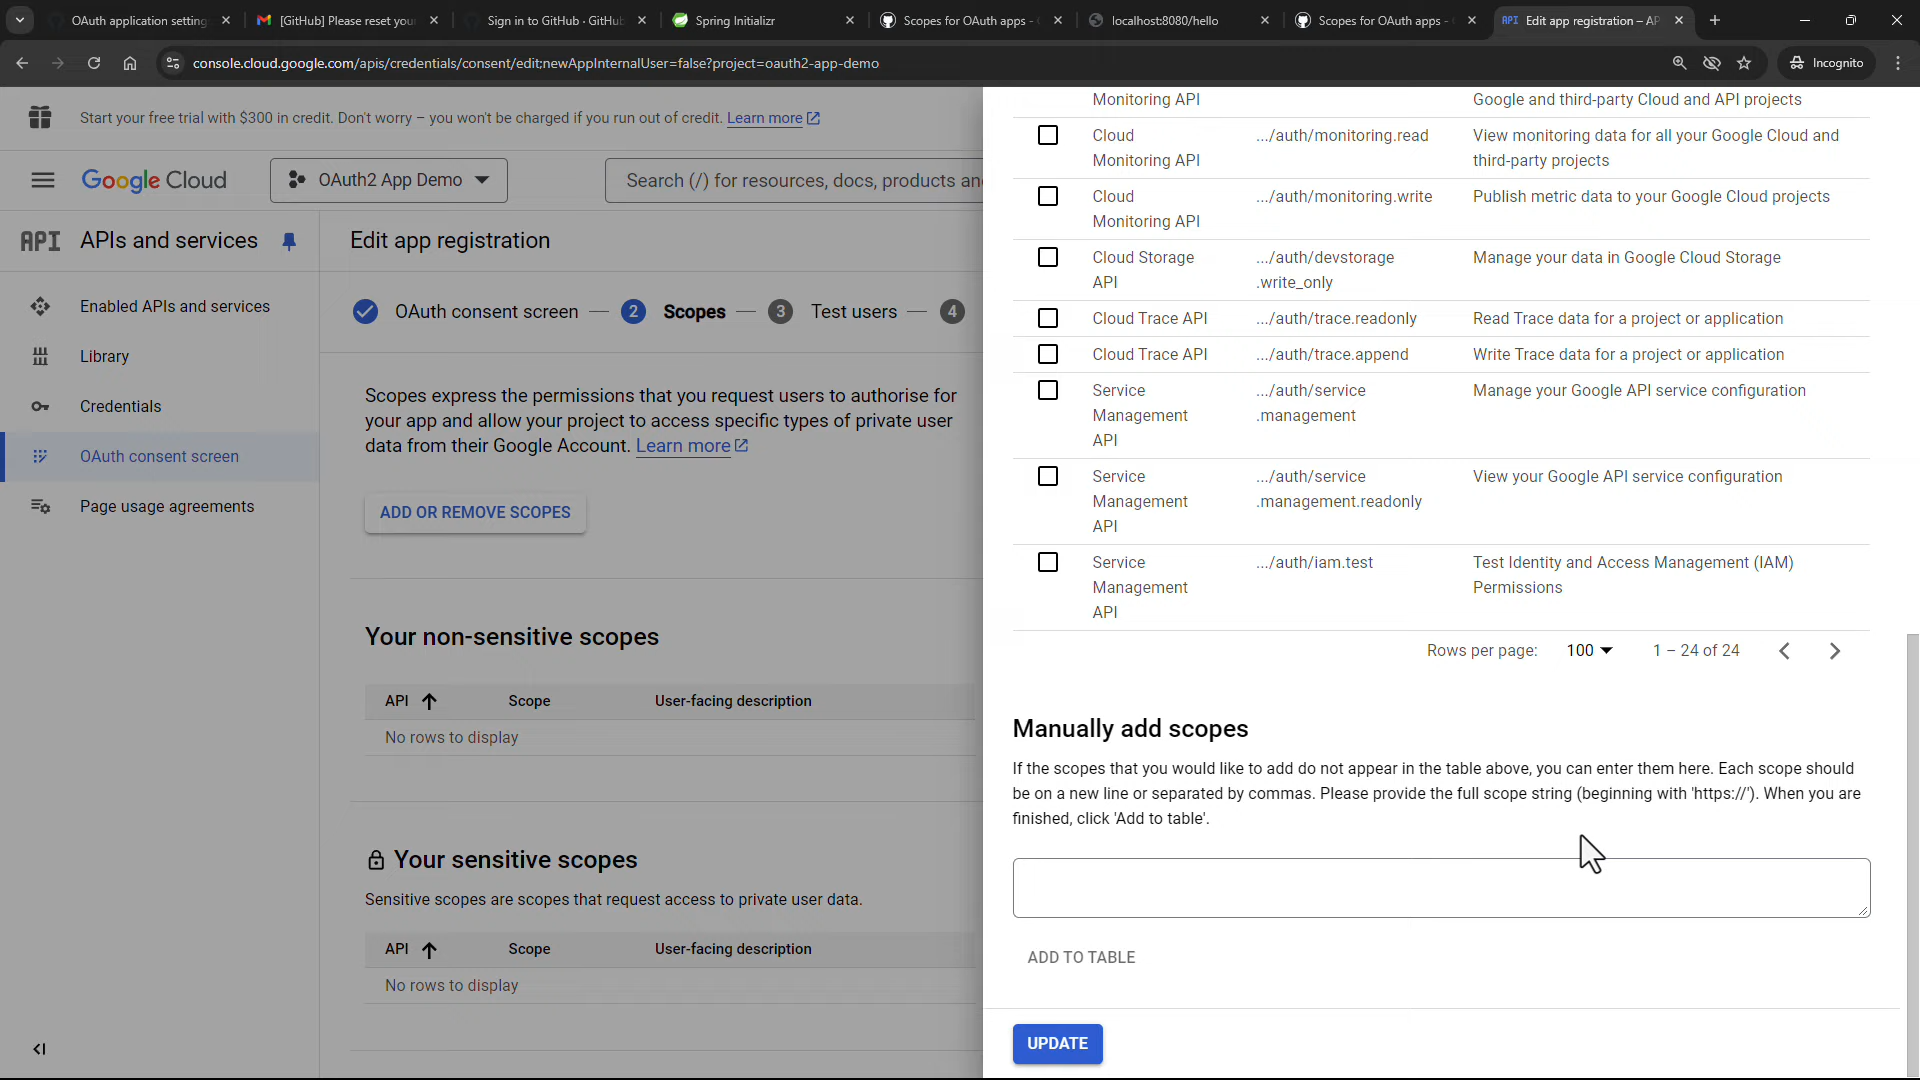 OAuth application setting
[GitHub] Please reset you
Sign in to GitHub · GitHub
Spring Initializr
Scopes for OAuth apps -
localhost:8080/hello
Scopes for OAuth apps -
Edit app registration – AP
console.cloud.google.com/apis/credentials/consent/edit;newAppInternalUser=false?project=oauth2-app-demo
Incognito
Start your free trial with $300 in credit. Don't worry – you won't be charged if you run out of credit. Learn more
Google Cloud
OAuth2 App Demo
Search (/) for resources, docs, products an
API APIs and services
Enabled APIs and services
Library
Credentials
OAuth consent screen
Page usage agreements
Edit app registration
OAuth consent screen — 2 Scopes — 3 Test users — 4
Scopes express the permissions that you request users to authorise for
your app and allow your project to access specific types of private user
data from their Google Account. Learn more
ADD OR REMOVE SCOPES
Your non-sensitive scopes
API Scope User-facing description
No rows to display
Your sensitive scopes
Sensitive scopes are scopes that request access to private user data.
API Scope User-facing description
No rows to display
Monitoring API Google and third-party Cloud and API projects
Cloud .../auth/monitoring.read View monitoring data for all your Google Cloud and
Monitoring API third-party projects
Cloud .../auth/monitoring.write Publish metric data to your Google Cloud projects
Monitoring API
Cloud Storage .../auth/devstorage Manage your data in Google Cloud Storage
API .write_only
Cloud Trace API .../auth/trace.readonly Read Trace data for a project or application
Cloud Trace API .../auth/trace.append Write Trace data for a project or application
Service .../auth/service Manage your Google API service configuration
Management .management
API
Service .../auth/service View your Google API service configuration
Management .management.readonly
API
Service .../auth/iam.test Test Identity and Access Management (IAM)
Management Permissions
API
Rows per page: 100 1 – 24 of 24
Manually add scopes
If the scopes that you would like to add do not appear in the table above, you can enter them here. Each scope should
be on a new line or separated by commas. Please provide the full scope string (beginning with 'https://'). When you are
finished, click 'Add to table'.
ADD TO TABLE
UPDATE